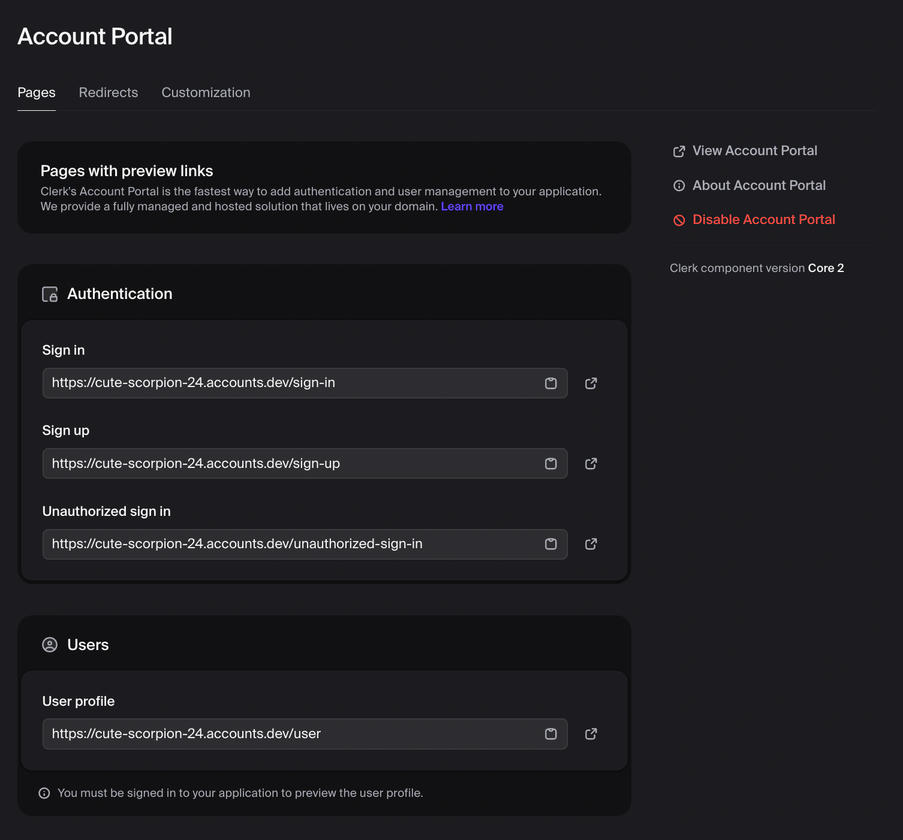 Account Portal
Pages
Redirects
Customization
Pages with preview links
Clerk's Account Portal is the fastest way to add authentication and user management to your application.
We provide a fully managed and hosted solution that lives on your domain. Learn more
View Account Portal
About Account Portal
Disable Account Portal
Clerk component version Core 2
Authentication
Sign in
https://cute-scorpion-24.accounts.dev/sign-in
Sign up
https://cute-scorpion-24.accounts.dev/sign-up
Unauthorized sign in
https://cute-scorpion-24.accounts.dev/unauthorized-sign-in
Users
User profile
https://cute-scorpion-24.accounts.dev/user
You must be signed in to your application to preview the user profile.